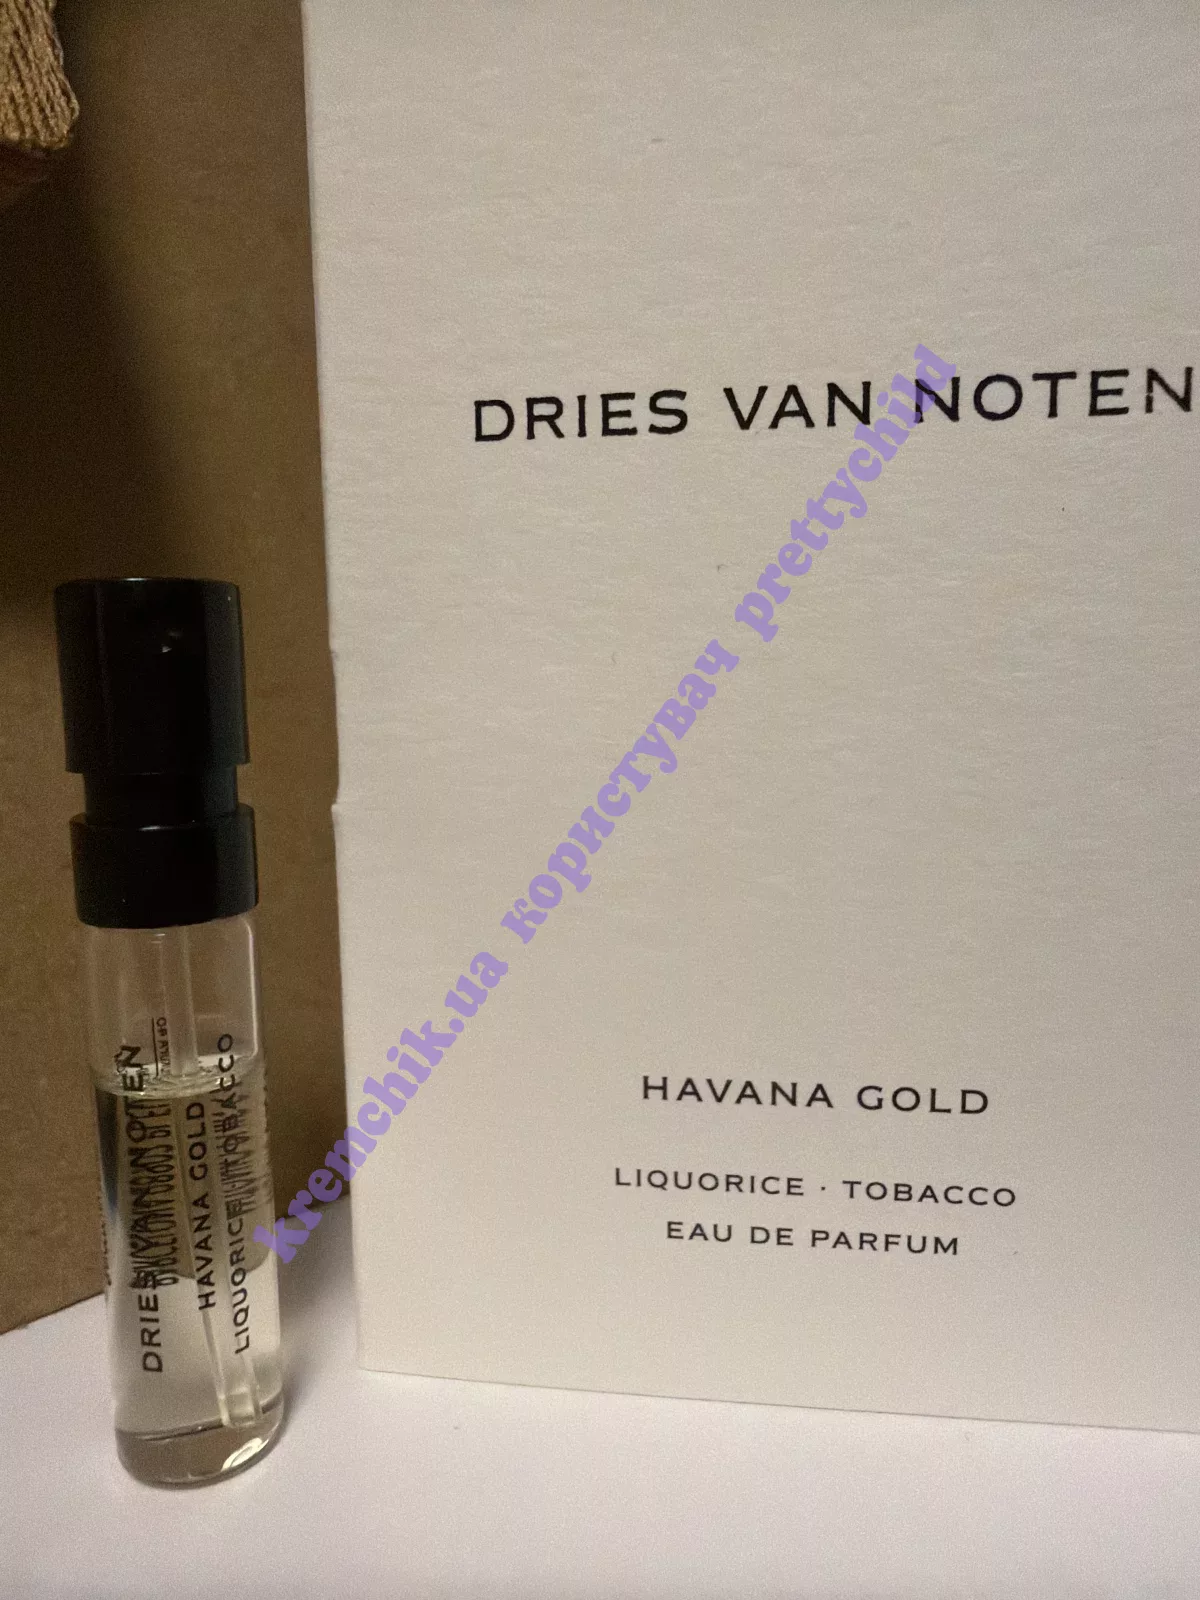 DRIES VAN NOTEN
HAVANA GOLD
LIQUORICE · TOBACCO
EAU DE PARFUM
DRIES VAN NOTEN
HAVANA GOLD
LIQUORICE TOBACCO
kremchik.ua користувач prettychild